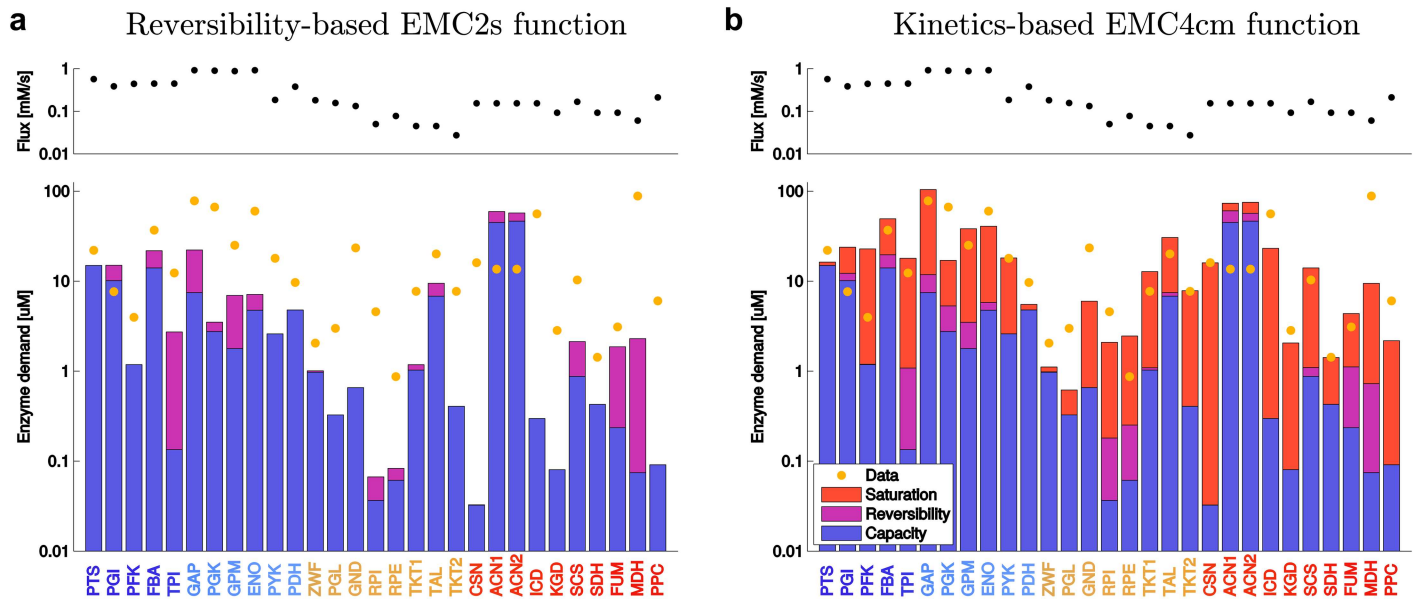 a
Reversibility-based EMC2s function
Flux [mM/s]
1
0.1
0.01
Enzyme demand [uM]
100
10
1
0.1
0.01
PTS
PGI
PFK
FBA
TPI
GAP
PGK
GPM
ENO
PYK
PDH
ZWF
PGL
GND
RPI
RPE
TKT1
TAL
TKT2
CSN
ACN1
ACN2
ICD
KGD
SCS
SDH
FUM
MDH
PPC
b
Kinetics-based EMC4cm function
Flux [mM/s]
1
0.1
0.01
Enzyme demand [uM]
100
10
1
0.1
0.01
Data
Saturation
Reversibility
Capacity
PTS
PGI
PFK
FBA
TPI
GAP
PGK
GPM
ENO
PYK
PDH
ZWF
PGL
GND
RPI
RPE
TKT1
TAL
TKT2
CSN
ACN1
ACN2
ICD
KGD
SCS
SDH
FUM
MDH
PPC